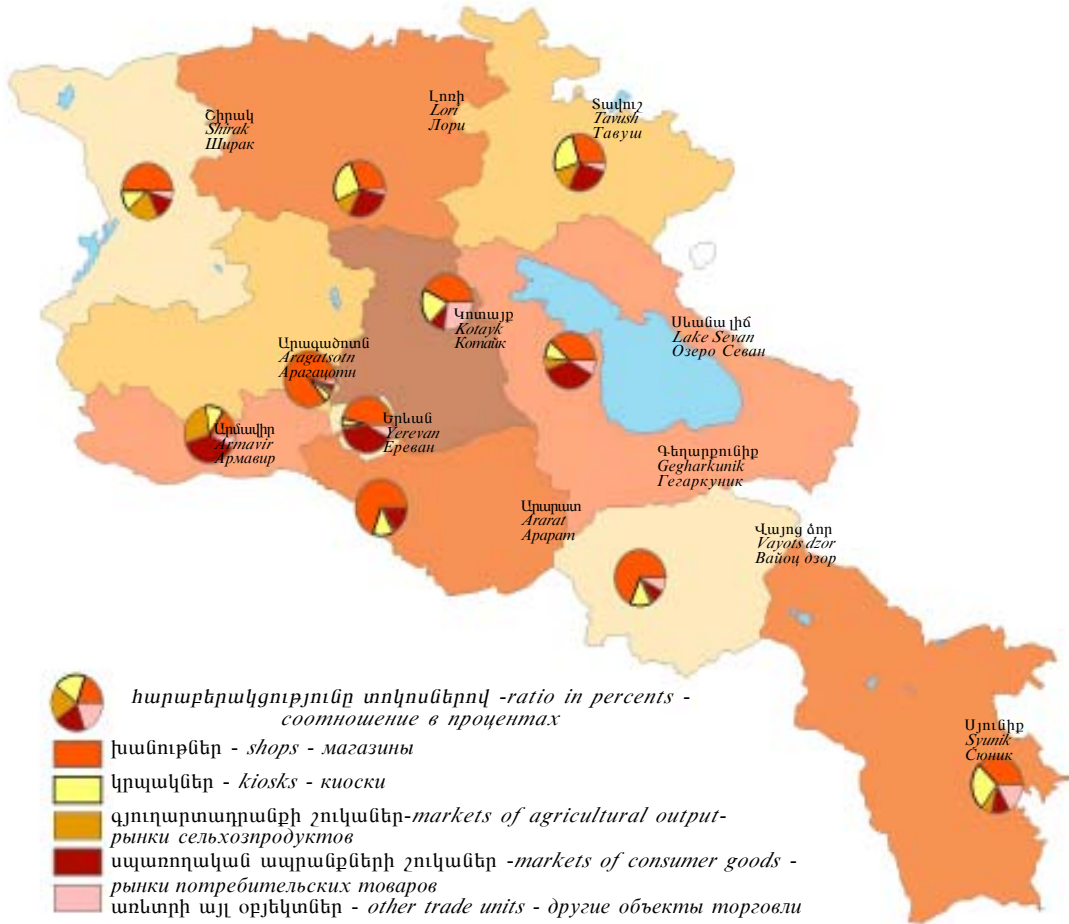 Շիրակ
Shirak
Ширак
Լոռի
Lori
Лори
Տավուշ
Tavush
Тавуш
Կոտայք
Kotayk
Котайк
Սևանա լիճ
Lake Sevan
Озеро Севан
Արագածոտն
Aragatsotn
Арагацотн
Արմավիր
Armavir
Армавир
Երևան
Yerevan
Ереван
Գեղարքունիք
Gegharkunik
Гегаркуник
Արարատ
Ararat
Арарат
Վայոց ձոր
Vayots dzor
Вайоц дзор
Սյունիք
Syunik
Сюник
հարաբերակցությունը տոկոսներով -ratio in percents -
соотношение в процентах
խանութներ - shops - магазины
կրպակներ - kiosks - киоски
գյուղարտադրանքի շուկաներ-markets of agricultural output-
рынки сельхозпродуктов
սպառողական ապրանքների շուկաներ -markets of consumer goods -
рынки потребительских товаров
առևտրի այլ օբյեկտներ - other trade units - другие объекты торговли